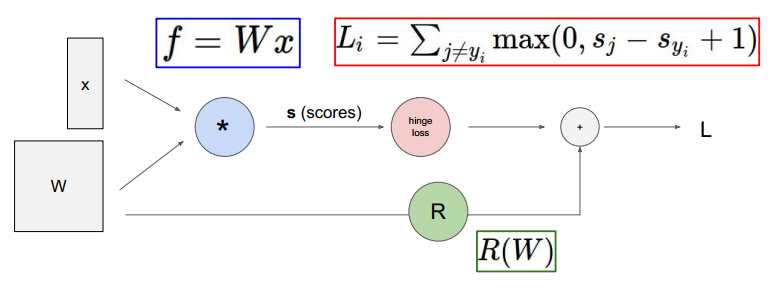 f = Wx
L_i = \sum_{j \neq y_i} \max(0, s_j - s_{y_i} + 1)
x
*
s (scores)
hinge
loss
+
L
W
R
R(W)